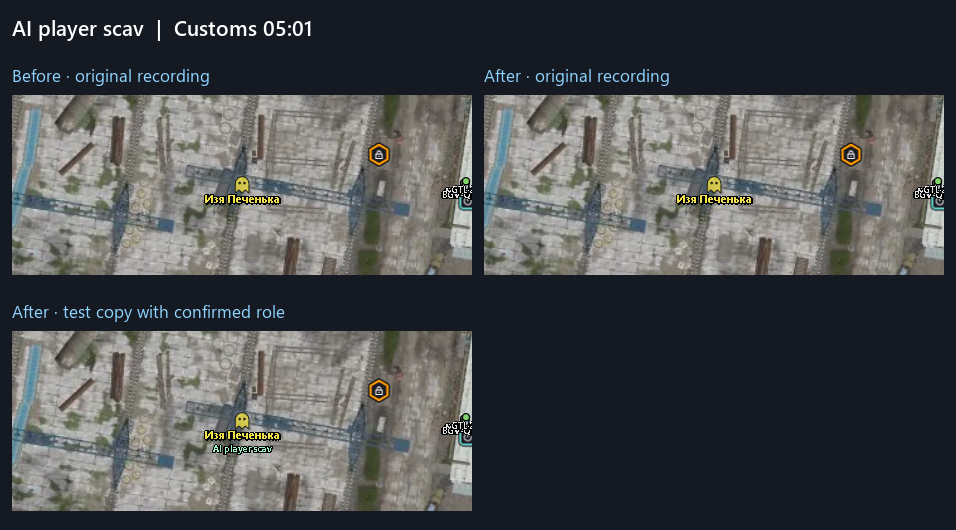 AI player scav | Customs 05:01
Before · original recording
After · original recording
Изя Печенька
Изя Печенька
After · test copy with confirmed role
Изя Печенька
AI player scav